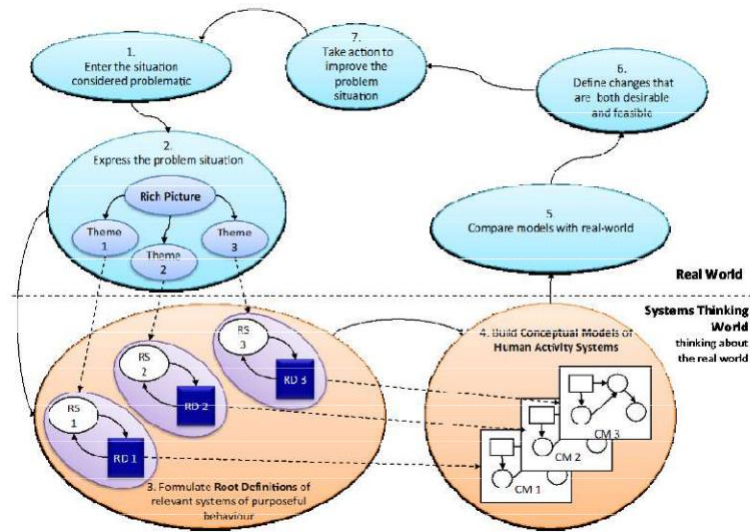 1.
Enter the situation
considered problematic
7.
Take action to
improve the
problem
situation
6.
Define changes that
are both desirable
and feasible
2.
Express the problem situation
Rich Picture
Theme
1
Theme
2
Theme
3
5.
Compare models with real-world
Real World
Systems Thinking
World
thinking about
the real world
RS
1
RD 1
RS
2
RD 2
RS
3
RD 3
3. Formulate Root Definitions of
relevant systems of purposeful
behaviour
4. Build Conceptual Models of
Human Activity Systems
CM 3
CM 2
CM 1